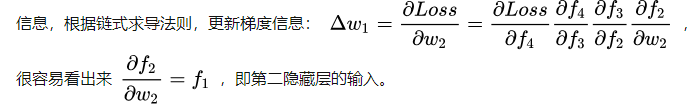 信息，根据链式求导法则，更新梯度信息： $\Delta w_1 = \frac{\partial Loss}{\partial w_2} = \frac{\partial Loss}{\partial f_4} \frac{\partial f_4}{\partial f_3} \frac{\partial f_3}{\partial f_2} \frac{\partial f_2}{\partial w_2}$ ，
很容易看出来 $\frac{\partial f_2}{\partial w_2} = f_1$ ，即第二隐藏层的输入。